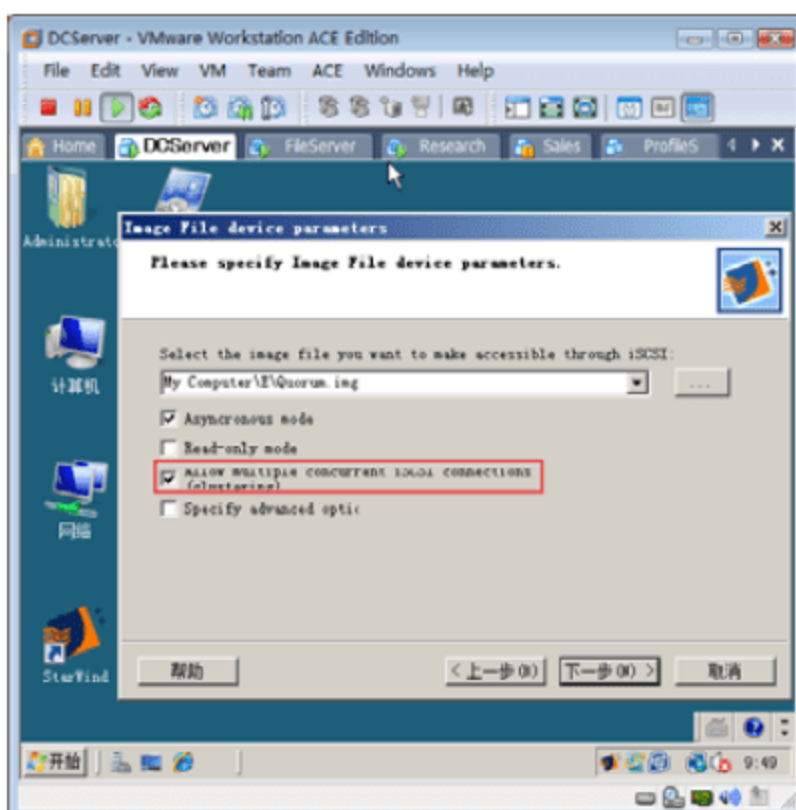 DCServer - VMware Workstation ACE Edition
File Edit View VM Team ACE Windows Help
Home DCServer FileServer Research Sales ProfileS
Administrato
Image File device parameters
Please specify Image File device parameters.
Select the image file you want to make accessible through iSCSI:
My Computer\E\Quorum.img
...
Asyncronous mode
Read-only mode
Allow multiple concurrent iSCSI connections
(clustering)
Specify advanced optic
计算机
网络
StarWind
帮助 <上一步(B) 下一步(N) > 取消
开始 9:49